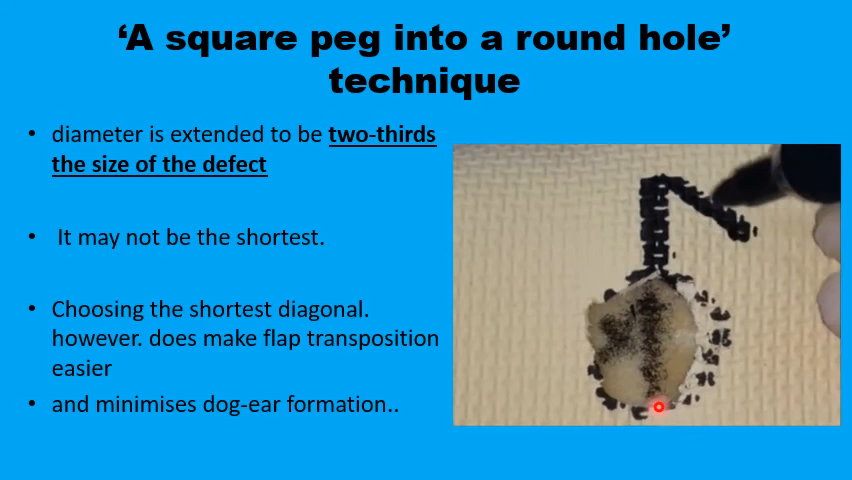 ‘A square peg into a round hole’
technique
• diameter is extended to be two-thirds
the size of the defect
• It may not be the shortest.
• Choosing the shortest diagonal.
however. does make flap transposition
easier
• and minimises dog-ear formation..